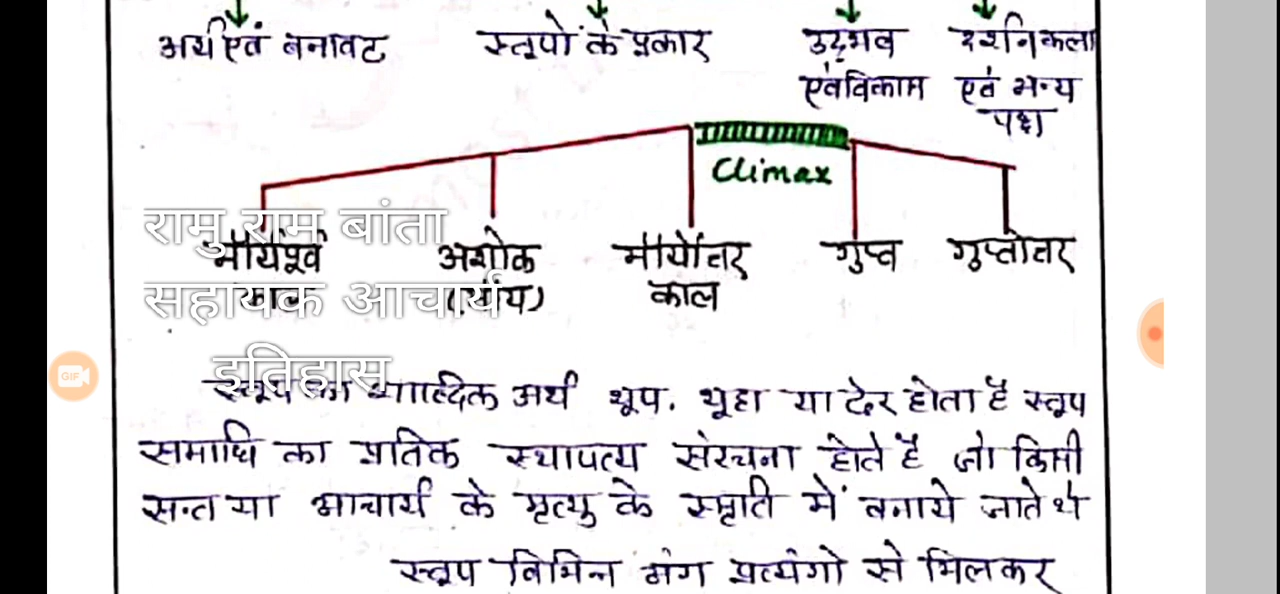 अर्थ एवं बनावट स्तूपों के प्रकार उद्भव दर्शनिकला
एवं विकास एवं अन्य
पक्ष
Climax
रामु राम बांता
मौर्यपूर्व अशोक मौर्योत्तर गुप्त गुप्तोत्तर
सहायक आचार्य
काल काल
इतिहास
स्तूप का शाब्दिक अर्थ थूप. थूहा या ढेर होता है स्तूप
समाधि का प्रतिक स्थापत्य संरचना होते है जो किसी
सन्त या आचार्य के मृत्यु के स्मृति में बनाये जाते थे
स्तूप विभिन्न अंग प्रत्यंगो से मिलकर
GIF